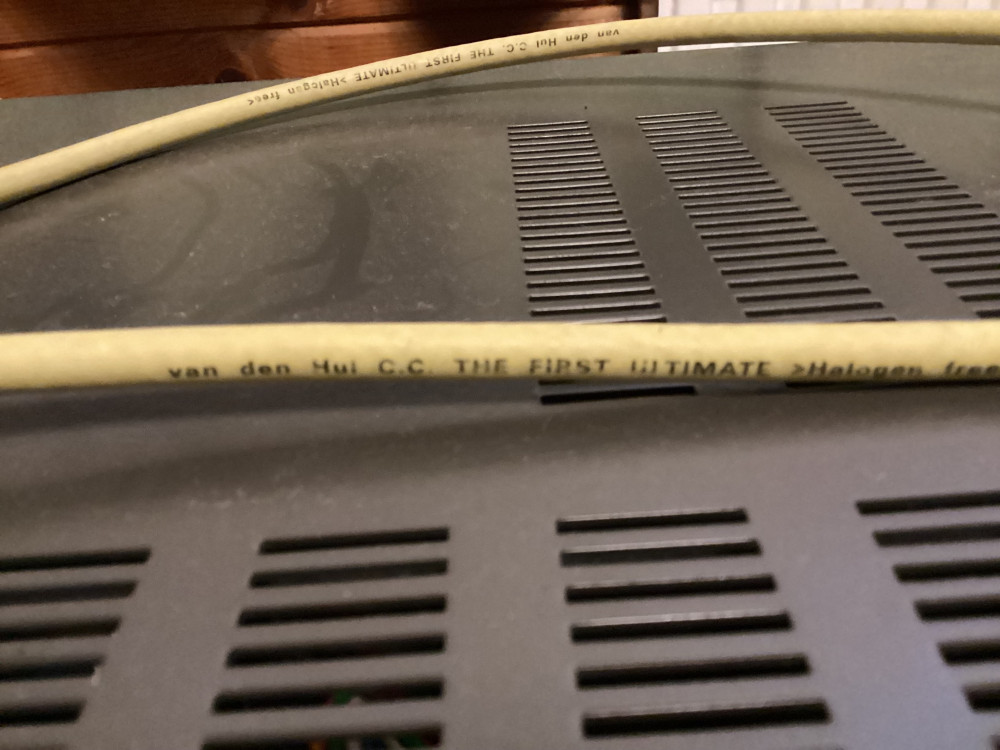 van den Hul C.C. THE FIRST ULTIMATE >Halogen free<
van den Hul C.C. THE FIRST ULTIMATE >Halogen free